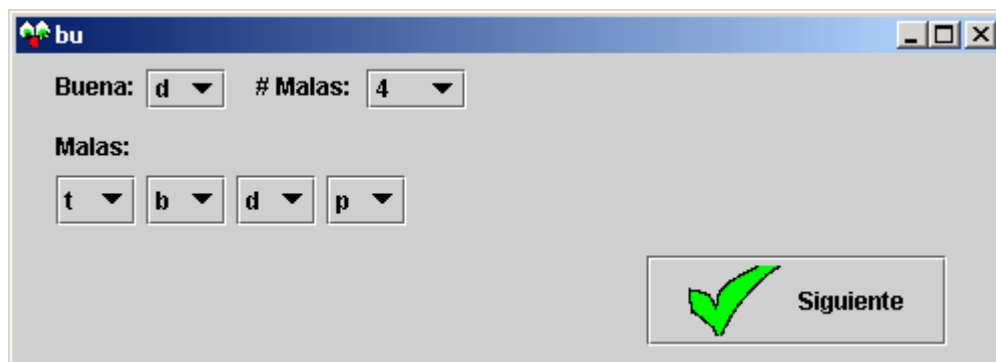 bu
Buena: d # Malas: 4
Malas:
t b d p
Siguiente